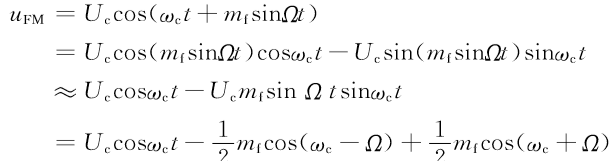 u_FM = U_c cos(ω_c t + m_f sinΩt)
= U_c cos(m_f sinΩt)cosω_c t − U_c sin(m_f sinΩt)sinω_c t
≈ U_c cosω_c t − U_c m_f sin Ω t sinω_c t
= U_c cosω_c t − 1/2 m_f cos(ω_c − Ω) + 1/2 m_f cos(ω_c + Ω)